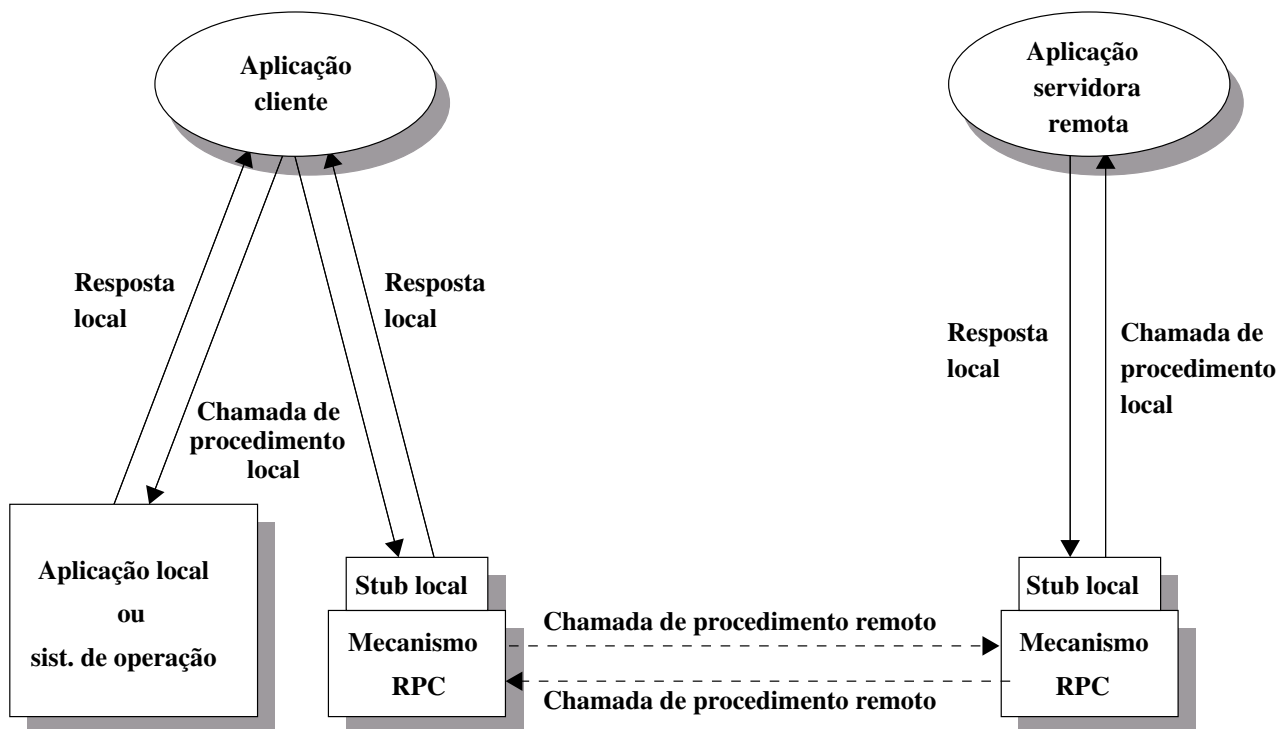 Aplicação
cliente
Aplicação
servidora
remota
Resposta
local
Resposta
local
Resposta
local
Chamada de
procedimento
local
Chamada de
procedimento
local
Aplicação local
ou
sist. de operação
Stub local
Mecanismo
RPC
Chamada de procedimento remoto
Chamada de procedimento remoto
Stub local
Mecanismo
RPC